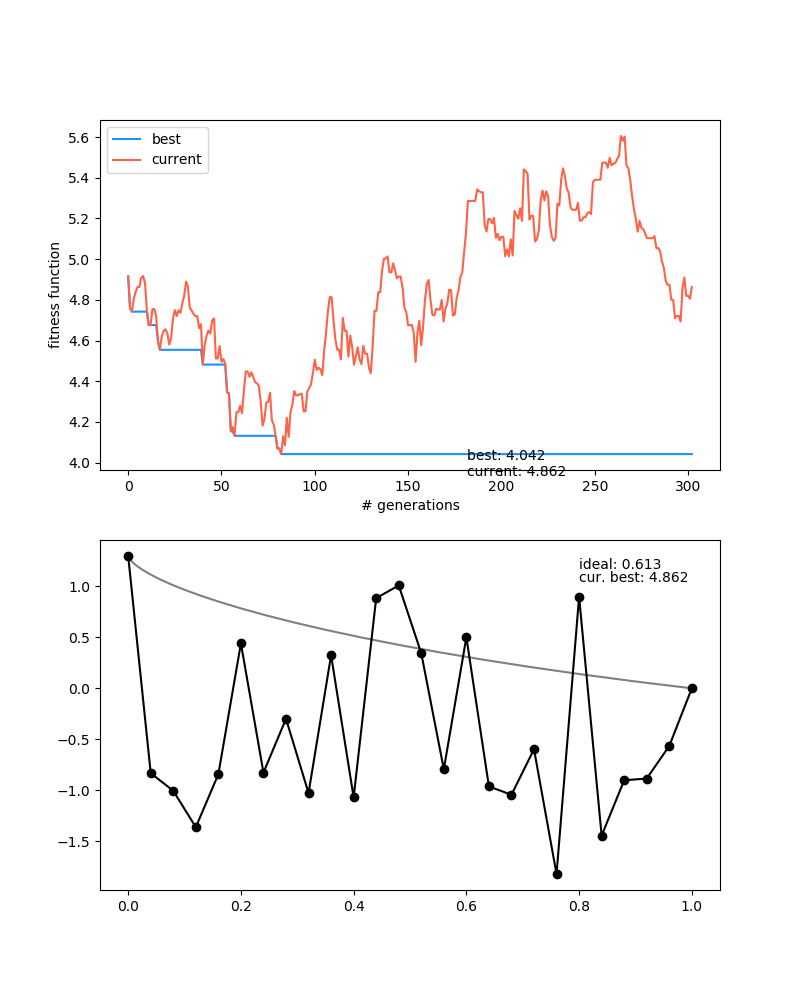 best
current
5.6
5.4
5.2
5.0
4.8
4.6
4.4
4.2
4.0
fitness function
best: 4.042
current: 4.862
0 50 100 150 200 250 300
# generations
ideal: 0.613
cur. best: 4.862
1.0
0.5
0.0
−0.5
−1.0
−1.5
0.0 0.2 0.4 0.6 0.8 1.0